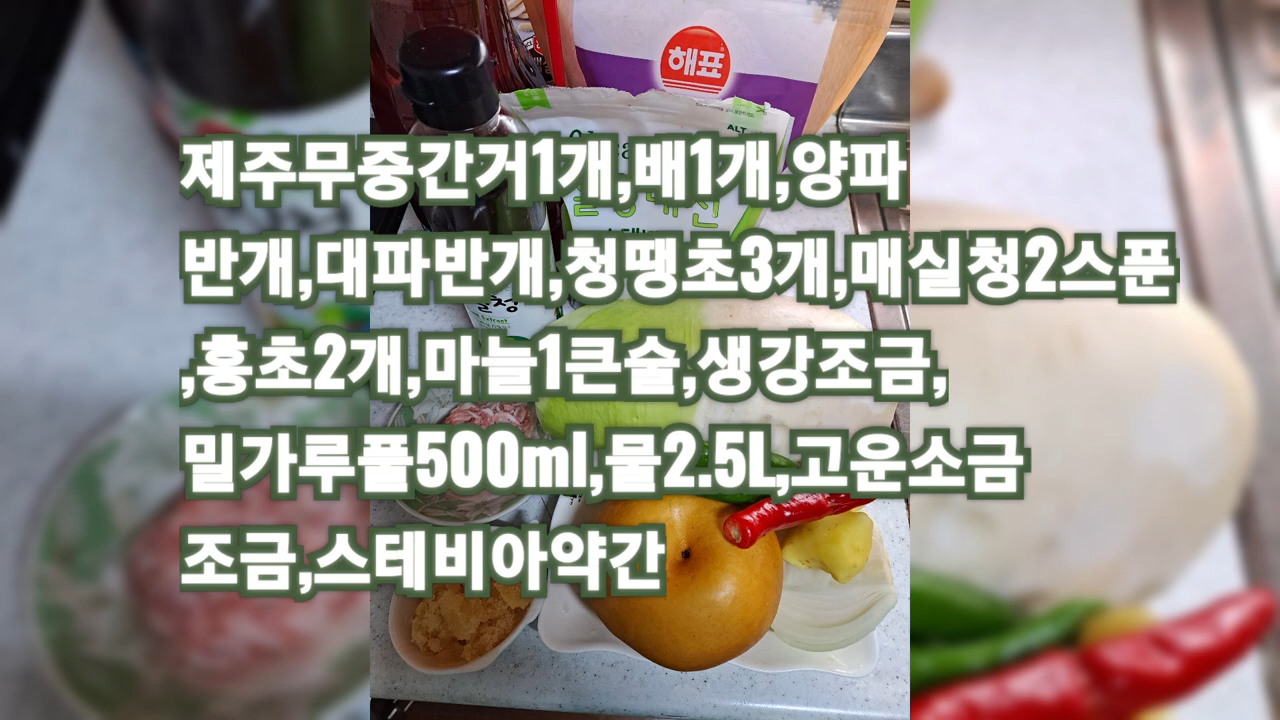 해표
ALT
제주무중간거1개,배1개,양파
반개,대파반개,청땡초3개,매실청2스푼
,홍초2개,마늘1큰술,생강조금,
밀가루풀500ml,물2.5L,고운소금
조금,스테비아약간